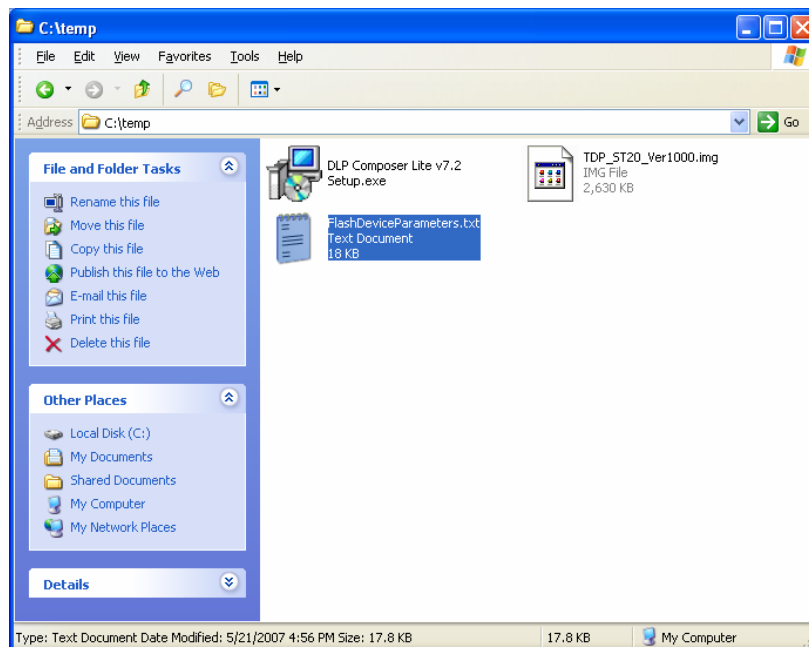 C:\temp
File Edit View Favorites Tools Help
Address C:\temp Go
File and Folder Tasks
Rename this file
Move this file
Copy this file
Publish this file to the Web
E-mail this file
Print this file
Delete this file
Other Places
Local Disk (C:)
My Documents
Shared Documents
My Computer
My Network Places
Details
DLP Composer Lite v7.2
Setup.exe
TDP_ST20_Ver1000.img
IMG File
2,630 KB
FlashDeviceParameters.txt
Text Document
18 KB
Type: Text Document Date Modified: 5/21/2007 4:56 PM Size: 17.8 KB 17.8 KB My Computer